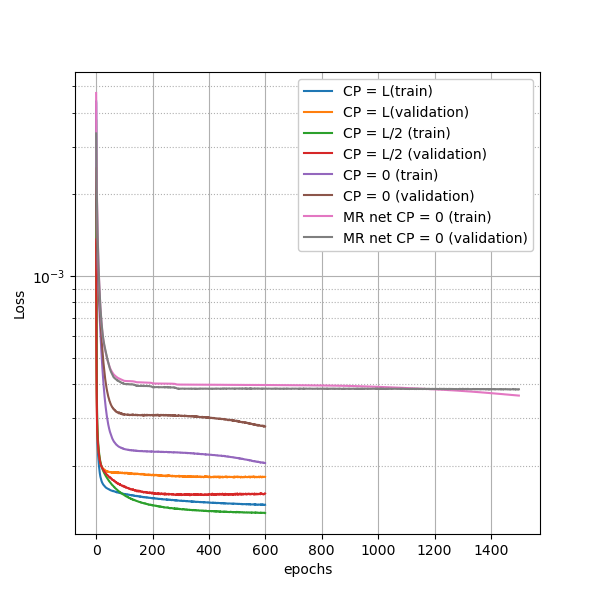 CP = L(train)
CP = L(validation)
CP = L/2 (train)
CP = L/2 (validation)
CP = 0 (train)
CP = 0 (validation)
MR net CP = 0 (train)
MR net CP = 0 (validation)
10⁻³
Loss
0 200 400 600 800 1000 1200 1400
epochs